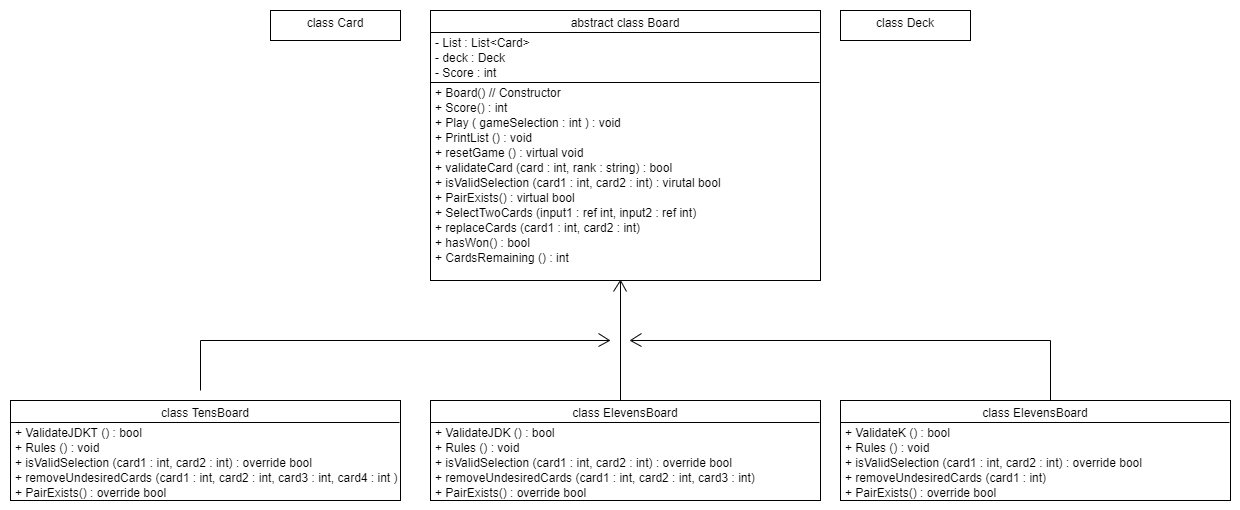 class Card
abstract class Board
class Deck
- List : List<Card>
- deck : Deck
- Score : int
+ Board() // Constructor
+ Score() : int
+ Play ( gameSelection : int ) : void
+ PrintList () : void
+ resetGame () : virtual void
+ validateCard (card : int, rank : string) : bool
+ isValidSelection (card1 : int, card2 : int) : virutal bool
+ PairExists() : virtual bool
+ SelectTwoCards (input1 : ref int, input2 : ref int)
+ replaceCards (card1 : int, card2 : int)
+ hasWon() : bool
+ CardsRemaining () : int
class TensBoard
+ ValidateJDKT () : bool
+ Rules () : void
+ isValidSelection (card1 : int, card2 : int) : override bool
+ removeUndesiredCards (card1 : int, card2 : int, card3 : int, card4 : int )
+ PairExists() : override bool
class ElevensBoard
+ ValidateJDK () : bool
+ Rules () : void
+ isValidSelection (card1 : int, card2 : int) : override bool
+ removeUndesiredCards (card1 : int, card2 : int, card3 : int)
+ PairExists() : override bool
class ElevensBoard
+ ValidateK () : bool
+ Rules () : void
+ isValidSelection (card1 : int, card2 : int) : override bool
+ removeUndesiredCards (card1 : int)
+ PairExists() : override bool